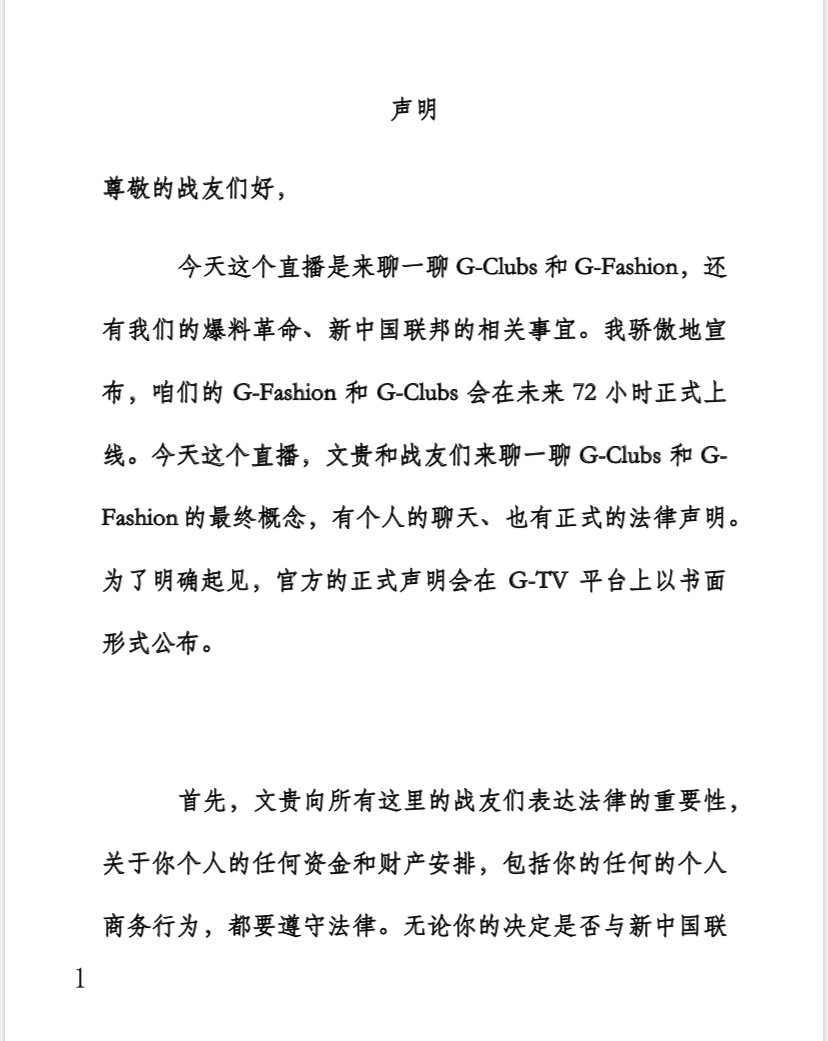 声明
尊敬的战友们好，
今天这个直播是来聊一聊 G-Clubs 和 G-Fashion，还
有我们的爆料革命、新中国联邦的相关事宜。我骄傲地宣
布，咱们的 G-Fashion 和 G-Clubs 会在未来 72 小时正式上
线。今天这个直播，文贵和战友们来聊一聊 G-Clubs 和 G-
Fashion 的最终概念，有个人的聊天、也有正式的法律声明。
为了明确起见，官方的正式声明会在 G-TV 平台上以书面
形式公布。
首先，文贵向所有这里的战友们表达法律的重要性，
关于你个人的任何资金和财产安排，包括你的任何的个人
商务行为，都要遵守法律。无论你的决定是否与新中国联
1